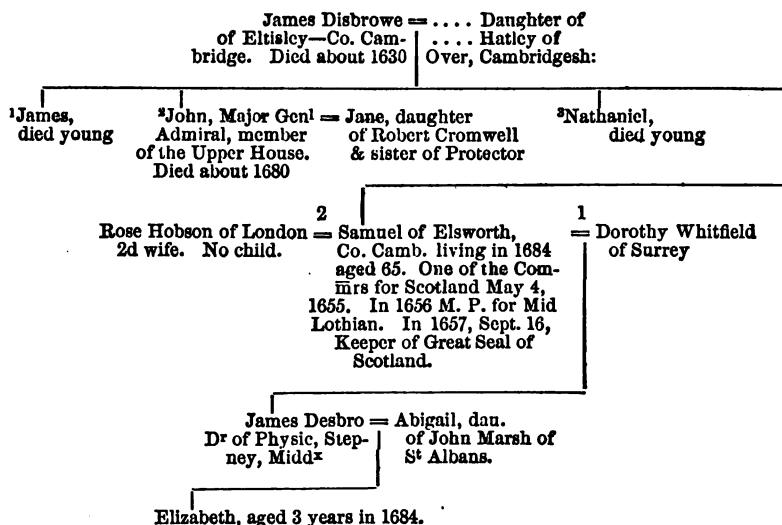 James Disbrowe = .... Daughter of
of Eltisley—Co. Cam- .... Hatley of
bridge. Died about 1630 Over, Cambridgesh:
¹James,
died young
²John, Major Genˡ = Jane, daughter
Admiral, member of Robert Cromwell
of the Upper House. & sister of Protector
Died about 1680
³Nathaniel,
died young
2 1
Rose Hobson of London = Samuel of Elsworth, = Dorothy Whitfield
2d wife. No child. Co. Camb. living in 1684 of Surrey
aged 65. One of the Com-
m̅rs for Scotland May 4,
1655. In 1656 M. P. for Mid
Lothian. In 1657, Sept. 16,
Keeper of Great Seal of
Scotland.
James Desbro = Abigail, dau.
Dʳ of Physic, Step- of John Marsh of
ney, Middˣ Sᵗ Albans.
Elizabeth, aged 3 years in 1684.